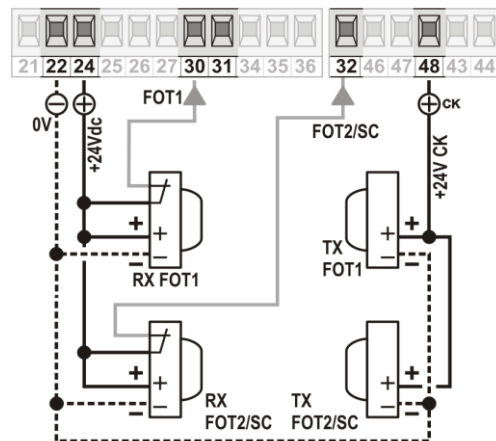 21 22 24 25 26 27 30 31 34 35 36 32 46 47 48 43 44
− + FOT1 + CK
0V FOT2/SC
+24Vdc +24V CK
+ + TX + +
− − FOT1 − −
RX FOT1
+ + + +
− − RX TX − −
FOT2/SC FOT2/SC